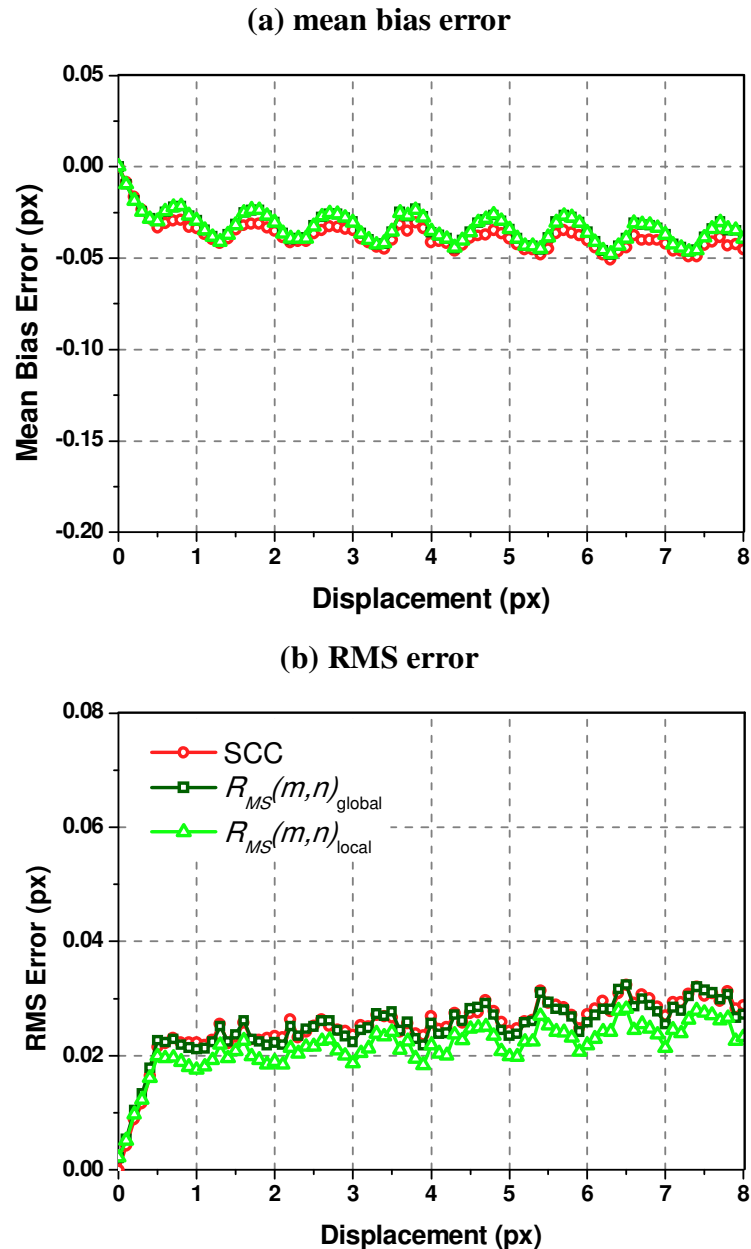 (a) mean bias error
0.05
0.00
-0.05
-0.10
-0.15
-0.20
Mean Bias Error (px)
0 1 2 3 4 5 6 7 8
Displacement (px)
(b) RMS error
0.08
0.06
0.04
0.02
0.00
RMS Error (px)
SCC
R_MS(m,n)_global
R_MS(m,n)_local
0 1 2 3 4 5 6 7 8
Displacement (px)